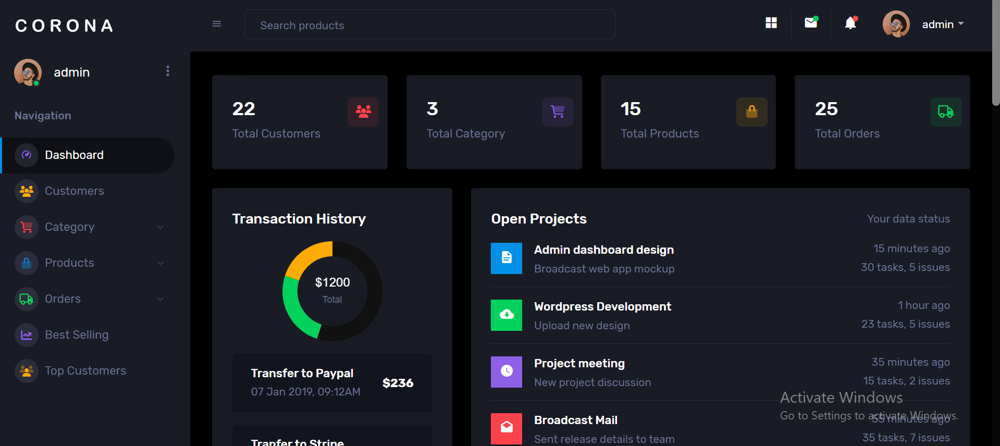 CORONA
Search products
admin
admin
Navigation
Dashboard
Customers
Category
Products
Orders
Best Selling
Top Customers
22
Total Customers
3
Total Category
15
Total Products
25
Total Orders
Transaction History
$1200
Total
Transfer to Paypal
07 Jan 2019, 09:12AM
$236
Tranfer to Stripe
Open Projects
Your data status
Admin dashboard design
Broadcast web app mockup
15 minutes ago
30 tasks, 5 issues
Wordpress Development
Upload new design
1 hour ago
23 tasks, 5 issues
Project meeting
New project discussion
35 minutes ago
15 tasks, 2 issues
Broadcast Mail
Sent release details to team
55 minutes ago
35 tasks, 7 issues
Activate Windows
Go to Settings to activate Windows.